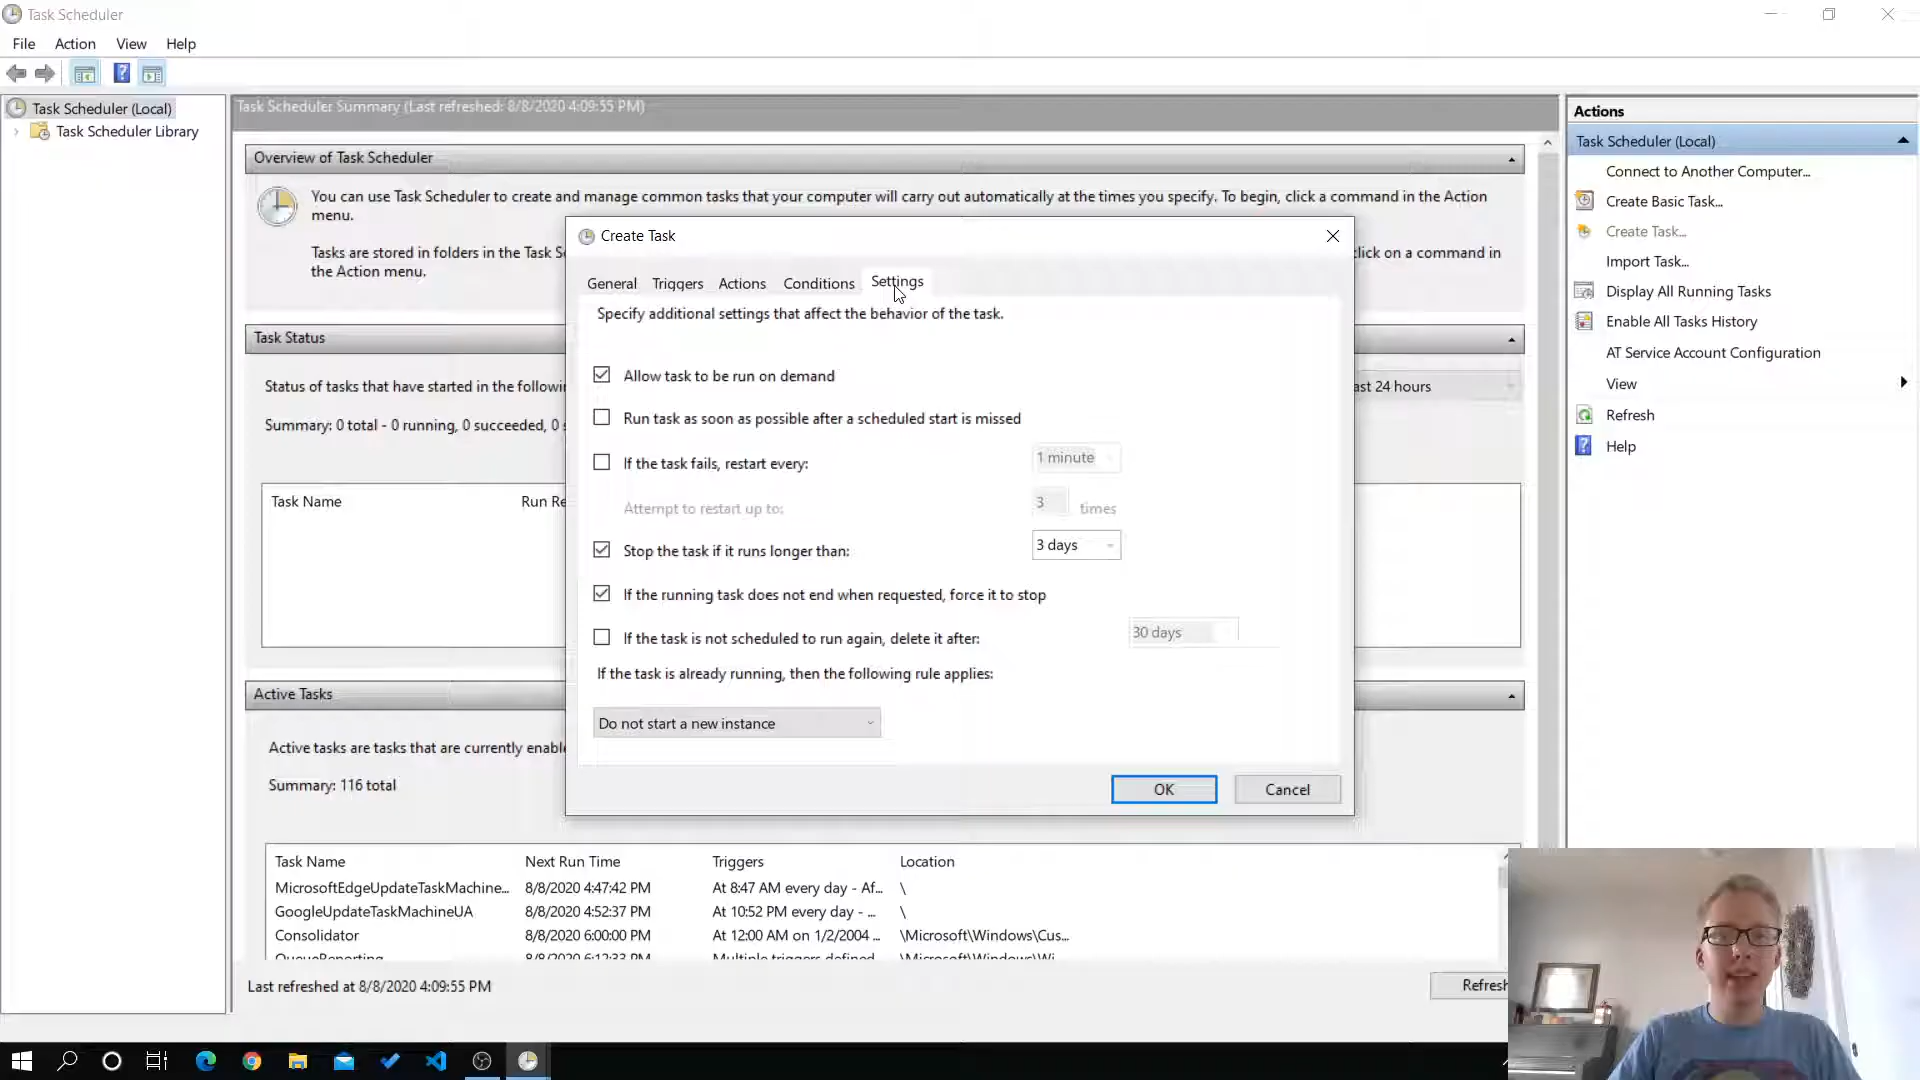 Task Scheduler
File Action View Help
Task Scheduler (Local)
Task Scheduler Library
Task Scheduler Summary (Last refreshed: 8/8/2020 4:09:55 PM)
Overview of Task Scheduler
You can use Task Scheduler to create and manage common tasks that your computer will carry out automatically at the times you specify. To begin, click a command in the Action
menu.
Tasks are stored in folders in the Task S
click on a command in
the Action menu.
Task Status
Status of tasks that have started in the followi
ast 24 hours
Summary: 0 total - 0 running, 0 succeeded, 0
Task Name Run Re
Active Tasks
Active tasks are tasks that are currently enabl
Summary: 116 total
Task Name Next Run Time Triggers Location
MicrosoftEdgeUpdateTaskMachine... 8/8/2020 4:47:42 PM At 8:47 AM every day - Af... \
GoogleUpdateTaskMachineUA 8/8/2020 4:52:37 PM At 10:52 PM every day - ... \
Consolidator 8/8/2020 6:00:00 PM At 12:00 AM on 1/2/2004 ... \Microsoft\Windows\Cus...
QueueReporting 8/8/2020 6:12:33 PM Multiple triggers defined \Microsoft\Windows\Wi
Last refreshed at 8/8/2020 4:09:55 PM
Refresh
Create Task
General Triggers Actions Conditions Settings
Specify additional settings that affect the behavior of the task.
Allow task to be run on demand
Run task as soon as possible after a scheduled start is missed
If the task fails, restart every: 1 minute
Attempt to restart up to: 3 times
Stop the task if it runs longer than: 3 days
If the running task does not end when requested, force it to stop
If the task is not scheduled to run again, delete it after: 30 days
If the task is already running, then the following rule applies:
Do not start a new instance
OK Cancel
Actions
Task Scheduler (Local)
Connect to Another Computer...
Create Basic Task...
Create Task...
Import Task...
Display All Running Tasks
Enable All Tasks History
AT Service Account Configuration
View
Refresh
Help